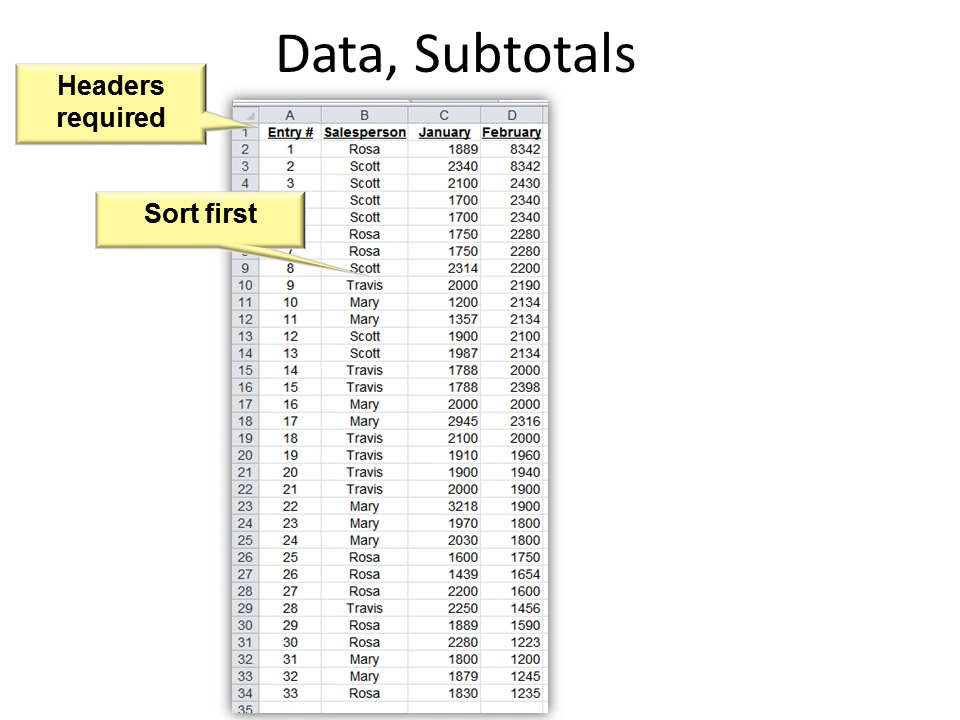 Data, Subtotals
Headers
required
Sort first
A B C D
1 Entry # Salesperson January February
2 1 Rosa 1889 8342
3 2 Scott 2340 8342
4 3 Scott 2100 2430
Scott 1700 2340
Scott 1700 2340
Rosa 1750 2280
Rosa 1750 2280
9 8 Scott 2314 2200
10 9 Travis 2000 2190
11 10 Mary 1200 2134
12 11 Mary 1357 2134
13 12 Scott 1900 2100
14 13 Scott 1987 2134
15 14 Travis 1788 2000
16 15 Travis 1788 2398
17 16 Mary 2000 2000
18 17 Mary 2945 2316
19 18 Travis 2100 2000
20 19 Travis 1910 1960
21 20 Travis 1900 1940
22 21 Travis 2000 1900
23 22 Mary 3218 1900
24 23 Mary 1970 1800
25 24 Mary 2030 1800
26 25 Rosa 1600 1750
27 26 Rosa 1439 1654
28 27 Rosa 2200 1600
29 28 Travis 2250 1456
30 29 Rosa 1889 1590
31 30 Rosa 2280 1223
32 31 Mary 1800 1200
33 32 Mary 1879 1245
34 33 Rosa 1830 1235
35